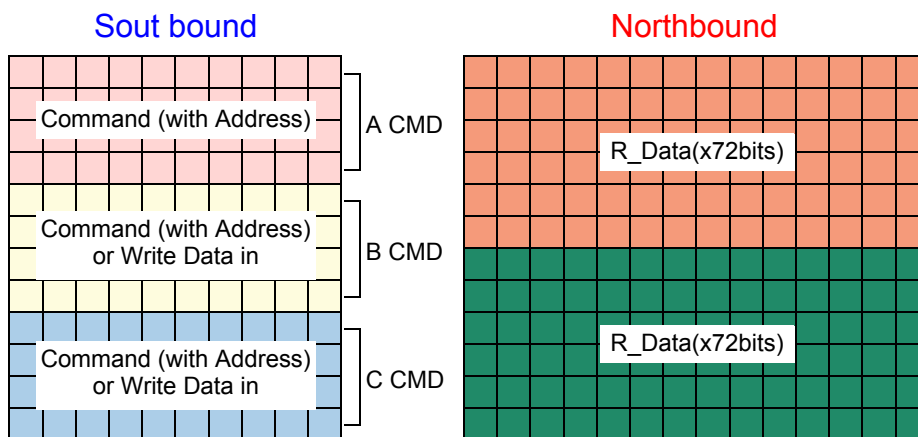 Sout bound
Command (with Address)
A CMD
Command (with Address)
or Write Data in
B CMD
Command (with Address)
or Write Data in
C CMD
Northbound
R_Data(x72bits)
R_Data(x72bits)